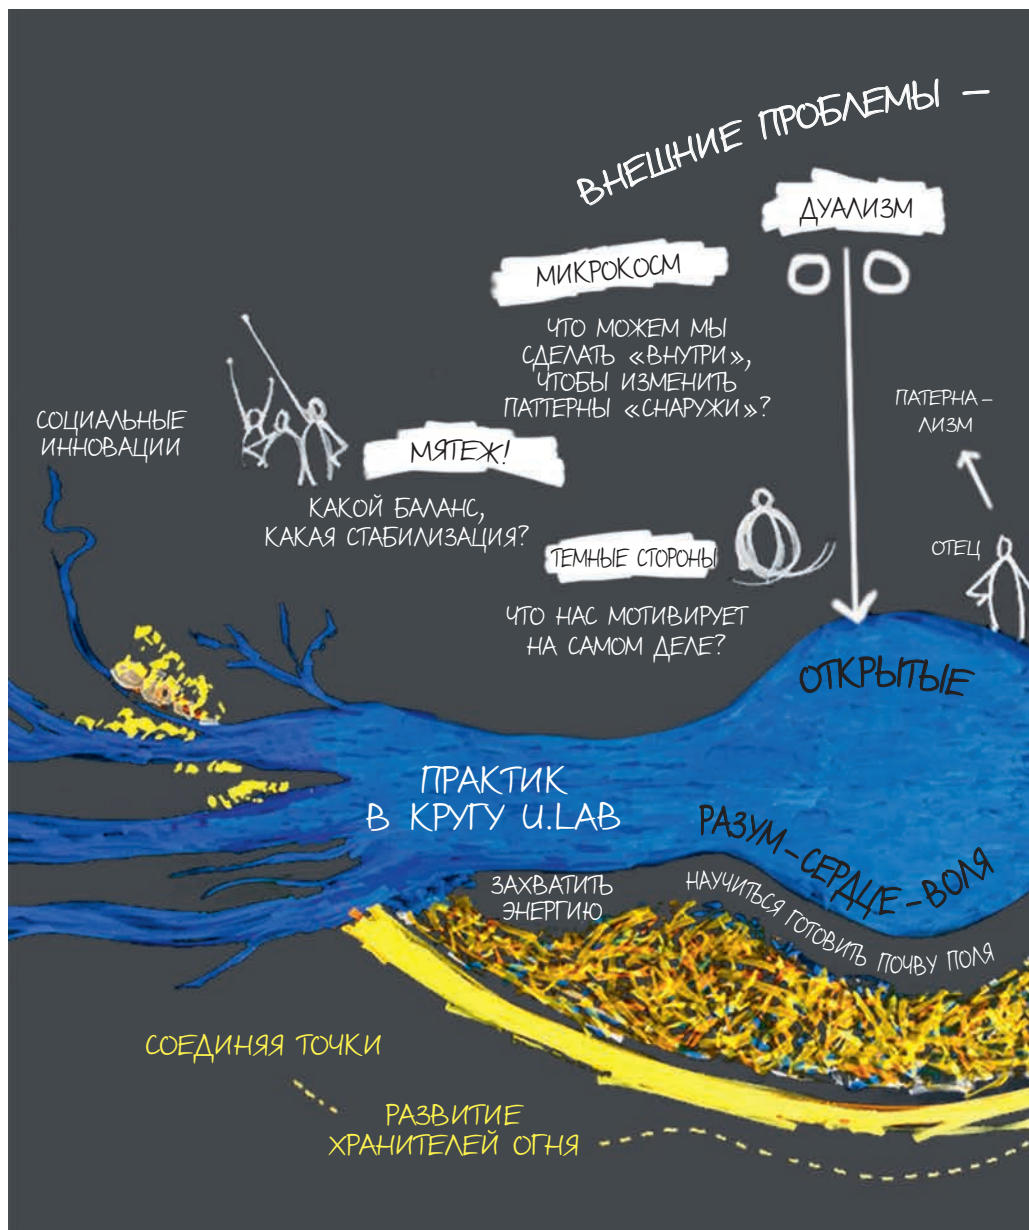 ВНЕШНИЕ ПРОБЛЕМЫ –
ДУАЛИЗМ
МИКРОКОСМ
ЧТО МОЖЕМ МЫ
СДЕЛАТЬ «ВНУТРИ»,
ЧТОБЫ ИЗМЕНИТЬ
ПАТТЕРНЫ «СНАРУЖИ»?
ПАТЕРНА –
ЛИЗМ
СОЦИАЛЬНЫЕ
ИННОВАЦИИ
МЯТЕЖ!
КАКОЙ БАЛАНС,
КАКАЯ СТАБИЛИЗАЦИЯ?
ТЕМНЫЕ СТОРОНЫ
ОТЕЦ
ЧТО НАС МОТИВИРУЕТ
НА САМОМ ДЕЛЕ?
ОТКРЫТЫЕ
ПРАКТИК
В КРУГУ U.LAB
РАЗУМ – СЕРДЦЕ – ВОЛЯ
ЗАХВАТИТЬ
ЭНЕРГИЮ
НАУЧИТЬСЯ ГОТОВИТЬ ПОЧВУ ПОЛЯ
СОЕДИНЯЯ ТОЧКИ
РАЗВИТИЕ
ХРАНИТЕЛЕЙ ОГНЯ